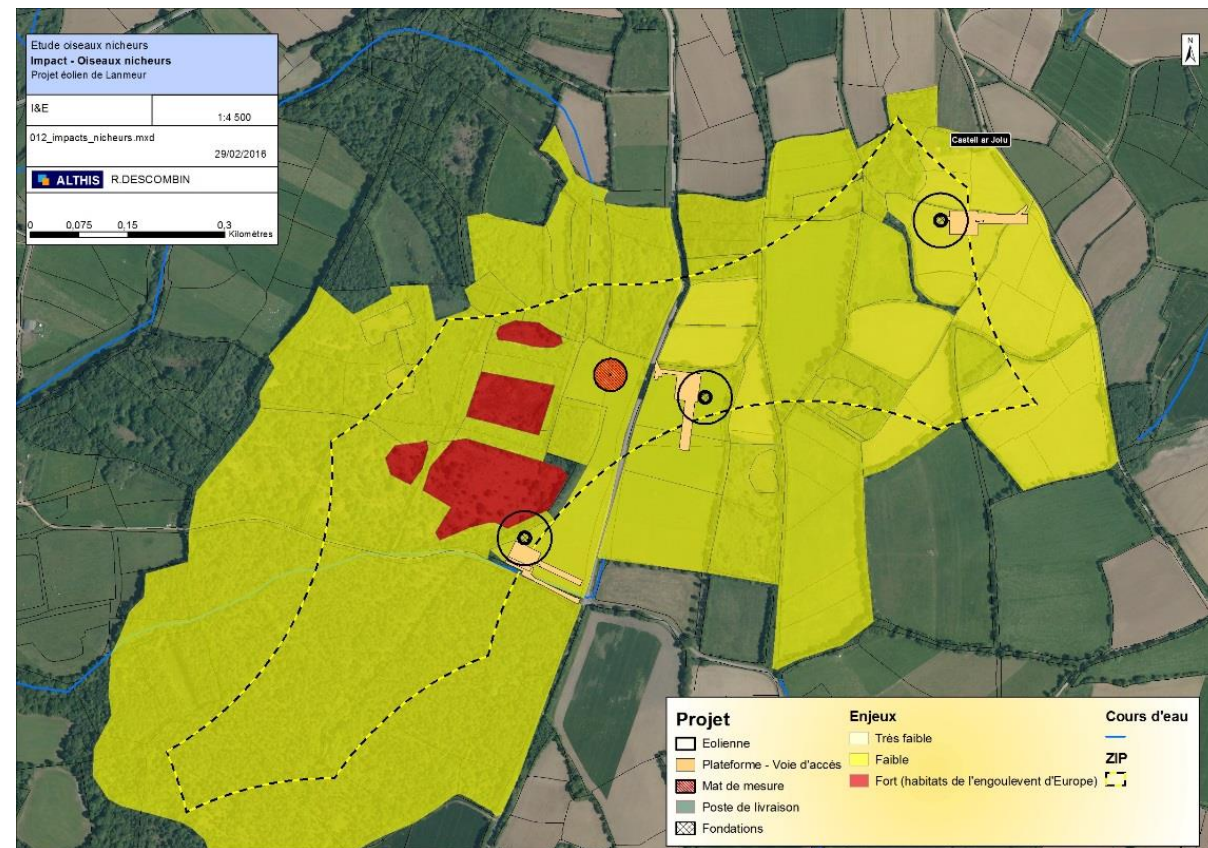 Etude oiseaux nicheurs
Impact - Oiseaux nicheurs
Projet éolien de Lanmeur
I&E
1:4 500
012_impacts_nicheurs.mxd
29/02/2016
ALTHIS R.DESCOMBIN
0 0,075 0,15 0,3
Kilomètres
N
Castell ar Jolu
Projet
Eolienne
Plateforme - Voie d'accès
Mat de mesure
Poste de livraison
Fondations
Enjeux
Très faible
Faible
Fort (habitats de l'engoulevent d'Europe)
Cours d'eau
ZIP